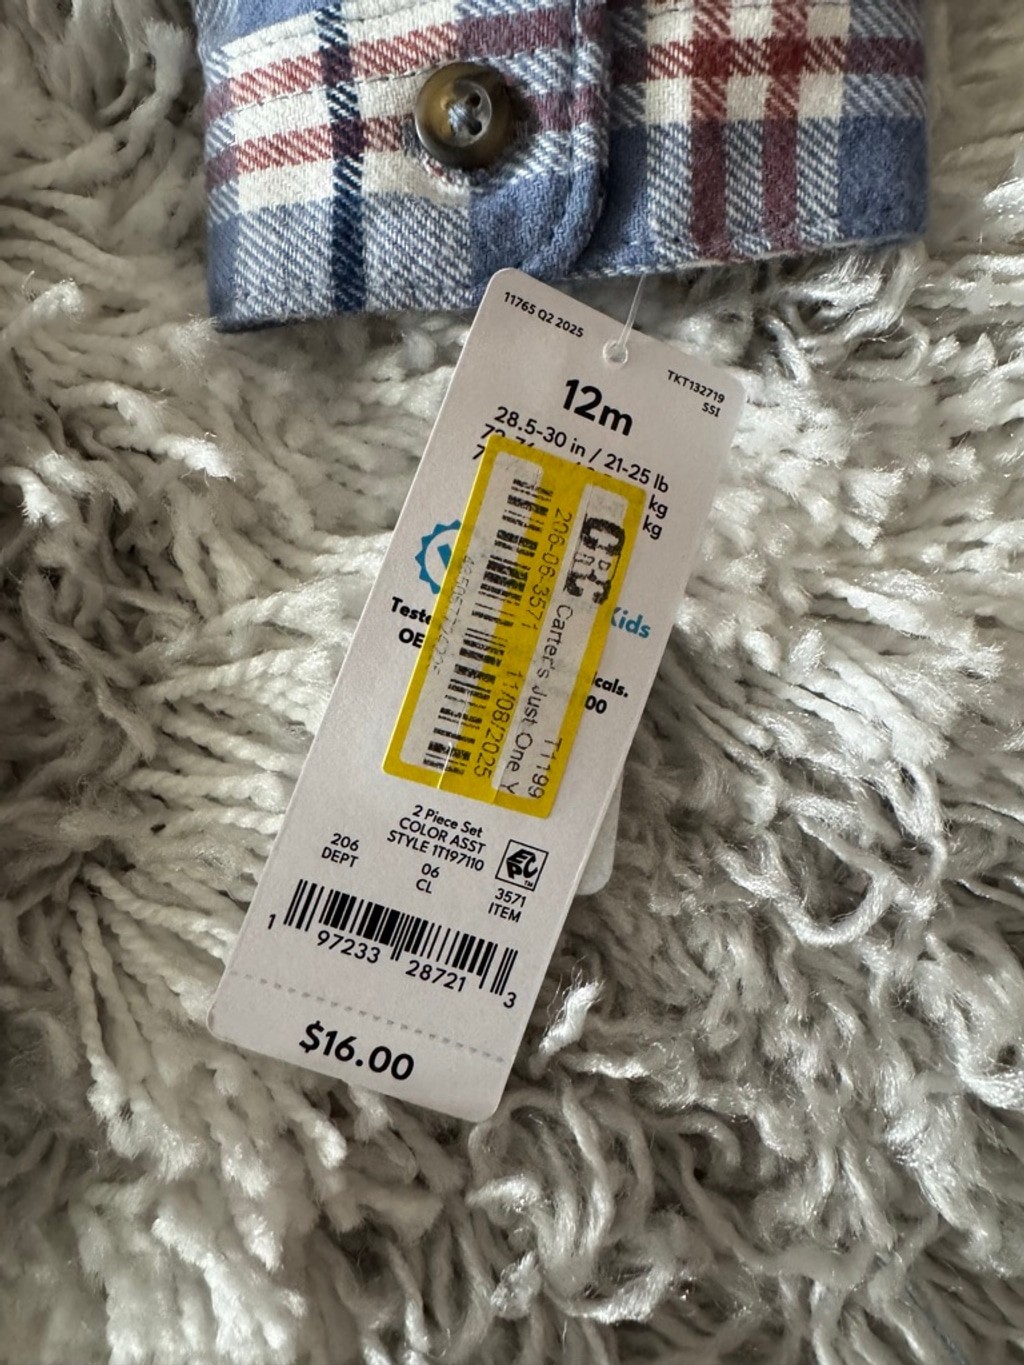 11765 Q2 2025
TKT132719
SSI
12m
28.5-30 in / 21-25 lb
kg
kg
206-06-3571
11/08/2025
Carter's Just One Y
T1199
Kids
Teste
OE
cals.
00
2 Piece Set
COLOR ASST
STYLE 1T197110
206
DEPT
06
CL
3571
ITEM
1 97233 28721 3
$16.00